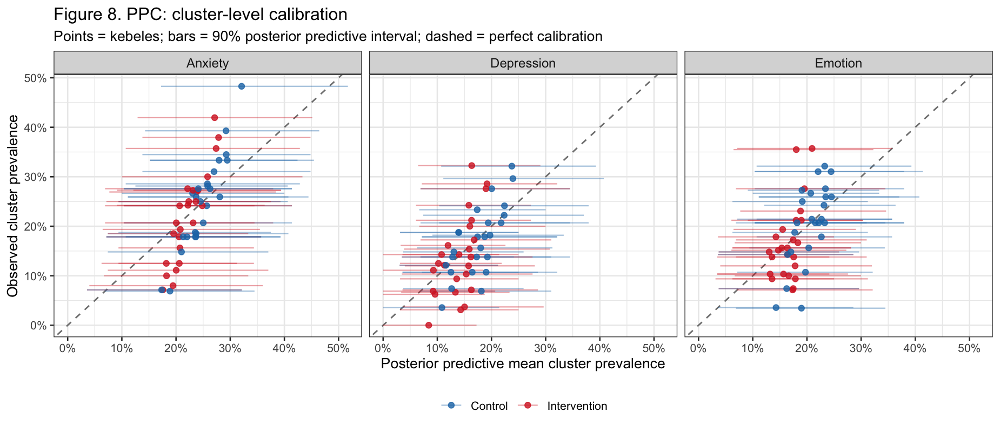 Figure 8. PPC: cluster-level calibration
Points = kebeles; bars = 90% posterior predictive interval; dashed = perfect calibration
Anxiety
Depression
Emotion
Observed cluster prevalence
50%
40%
30%
20%
10%
0%
0% 10% 20% 30% 40% 50%
0% 10% 20% 30% 40% 50%
0% 10% 20% 30% 40% 50%
Posterior predictive mean cluster prevalence
Control
Intervention